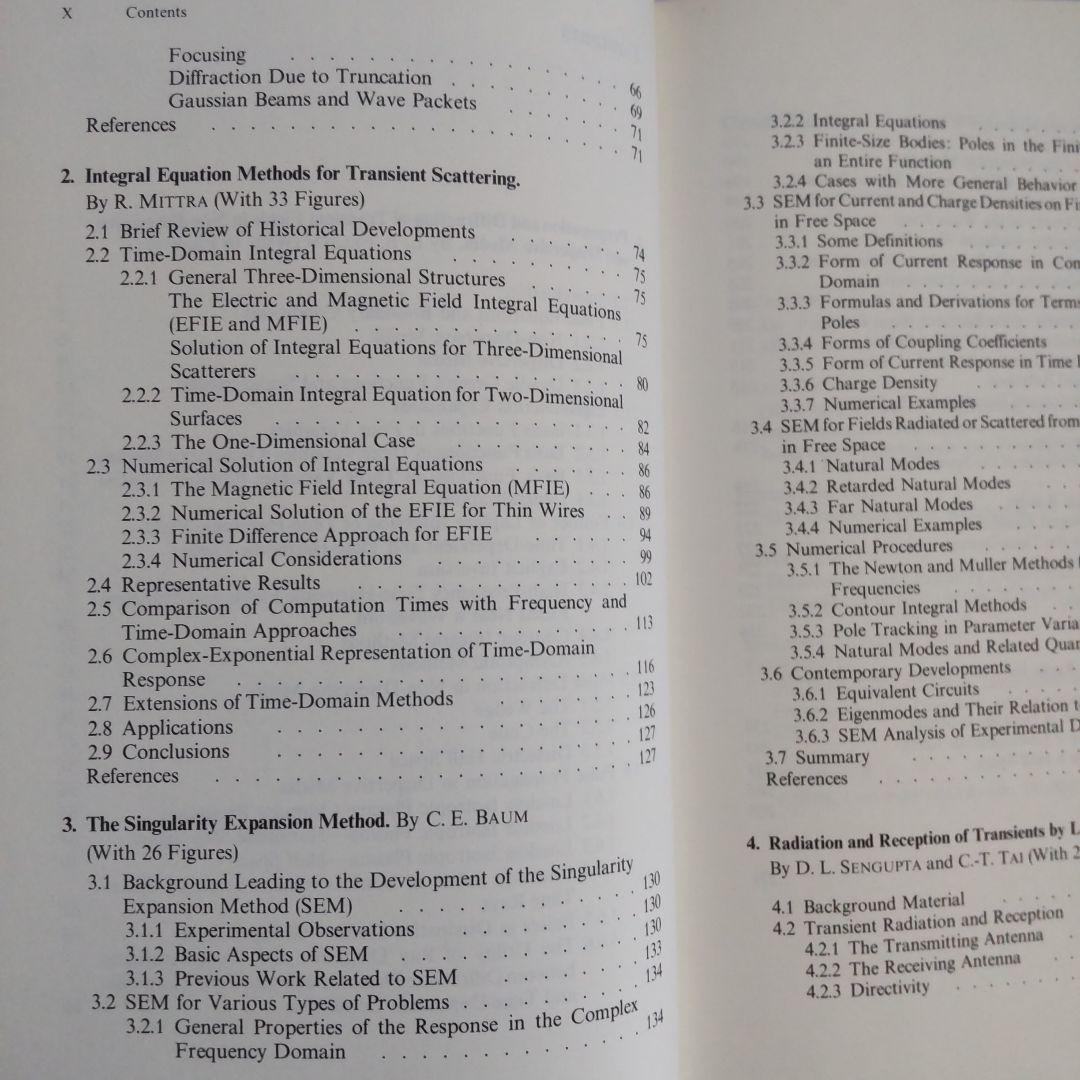 X Contents
Focusing . . . . . . . . . . . . 66
Diffraction Due to Truncation . . . . . . . . 69
Gaussian Beams and Wave Packets . . . . . . 71
References . . . . . . . . . . . . . . . 71
2. Integral Equation Methods for Transient Scattering.
By R. MITTRA (With 33 Figures)
2.1 Brief Review of Historical Developments . . . . . . 74
2.2 Time-Domain Integral Equations . . . . . . . . 75
2.2.1 General Three-Dimensional Structures . . . . . 75
The Electric and Magnetic Field Integral Equations
(EFIE and MFIE) . . . . . . . . . . . 75
Solution of Integral Equations for Three-Dimensional
Scatterers . . . . . . . . . . . . . 80
2.2.2 Time-Domain Integral Equation for Two-Dimensional
Surfaces . . . . . . . . . . . . . . 82
2.2.3 The One-Dimensional Case . . . . . . . . 84
2.3 Numerical Solution of Integral Equations . . . . . . 86
2.3.1 The Magnetic Field Integral Equation (MFIE) . . . 86
2.3.2 Numerical Solution of the EFIE for Thin Wires . . 89
2.3.3 Finite Difference Approach for EFIE . . . . . . 94
2.3.4 Numerical Considerations . . . . . . . . 99
2.4 Representative Results . . . . . . . . . . . 102
2.5 Comparison of Computation Times with Frequency and
Time-Domain Approaches . . . . . . . . . . 113
2.6 Complex-Exponential Representation of Time-Domain
Response . . . . . . . . . . . . . . . 116
2.7 Extensions of Time-Domain Methods . . . . . . 123
2.8 Applications . . . . . . . . . . . . . . 126
2.9 Conclusions . . . . . . . . . . . . . . 127
References . . . . . . . . . . . . . . . . 127
3. The Singularity Expansion Method. By C. E. BAUM
(With 26 Figures)
3.1 Background Leading to the Development of the Singularity
Expansion Method (SEM) . . . . . . . . . . 130
3.1.1 Experimental Observations . . . . . . . . 130
3.1.2 Basic Aspects of SEM . . . . . . . . . . 130
3.1.3 Previous Work Related to SEM . . . . . . . 133
3.2 SEM for Various Types of Problems . . . . . . . . 134
3.2.1 General Properties of the Response in the Complex
Frequency Domain . . . . . . . . . . . 134
3.2.2 Integral Equations . . . . .
3.2.3 Finite-Size Bodies: Poles in the
an Entire Function . . . . .
3.2.4 Cases with More General Behavior
3.3 SEM for Current and Charge Densities on
in Free Space . . . . . . . .
3.3.1 Some Definitions . . . . .
3.3.2 Form of Current Response in
Domain . . . . . . . .
3.3.3 Formulas and Derivations for Terms
Poles . . . . . . . .
3.3.4 Forms of Coupling Coefficients
3.3.5 Form of Current Response in Time
3.3.6 Charge Density . . . . .
3.3.7 Numerical Examples . . . .
3.4 SEM for Fields Radiated or Scattered from
in Free Space . . . . . . . .
3.4.1 Natural Modes . . . . .
3.4.2 Retarded Natural Modes . .
3.4.3 Far Natural Modes . . . .
3.4.4 Numerical Examples . . . .
3.5 Numerical Procedures . . . . .
3.5.1 The Newton and Muller Methods
Frequencies . . . . . .
3.5.2 Contour Integral Methods . .
3.5.3 Pole Tracking in Parameter
3.5.4 Natural Modes and Related
3.6 Contemporary Developments . . .
3.6.1 Equivalent Circuits . . . .
3.6.2 Eigenmodes and Their Relation
3.6.3 SEM Analysis of Experimental
3.7 Summary . . . . . . . . .
References . . . . . . . . . .
4. Radiation and Reception of Transients by
By D. L. SENGUPTA and C.-T. TAI (With
4.1 Background Material . . . . .
4.2 Transient Radiation and Reception
4.2.1 The Transmitting Antenna . .
4.2.2 The Receiving Antenna . . .
4.2.3 Directivity . . . . . . .